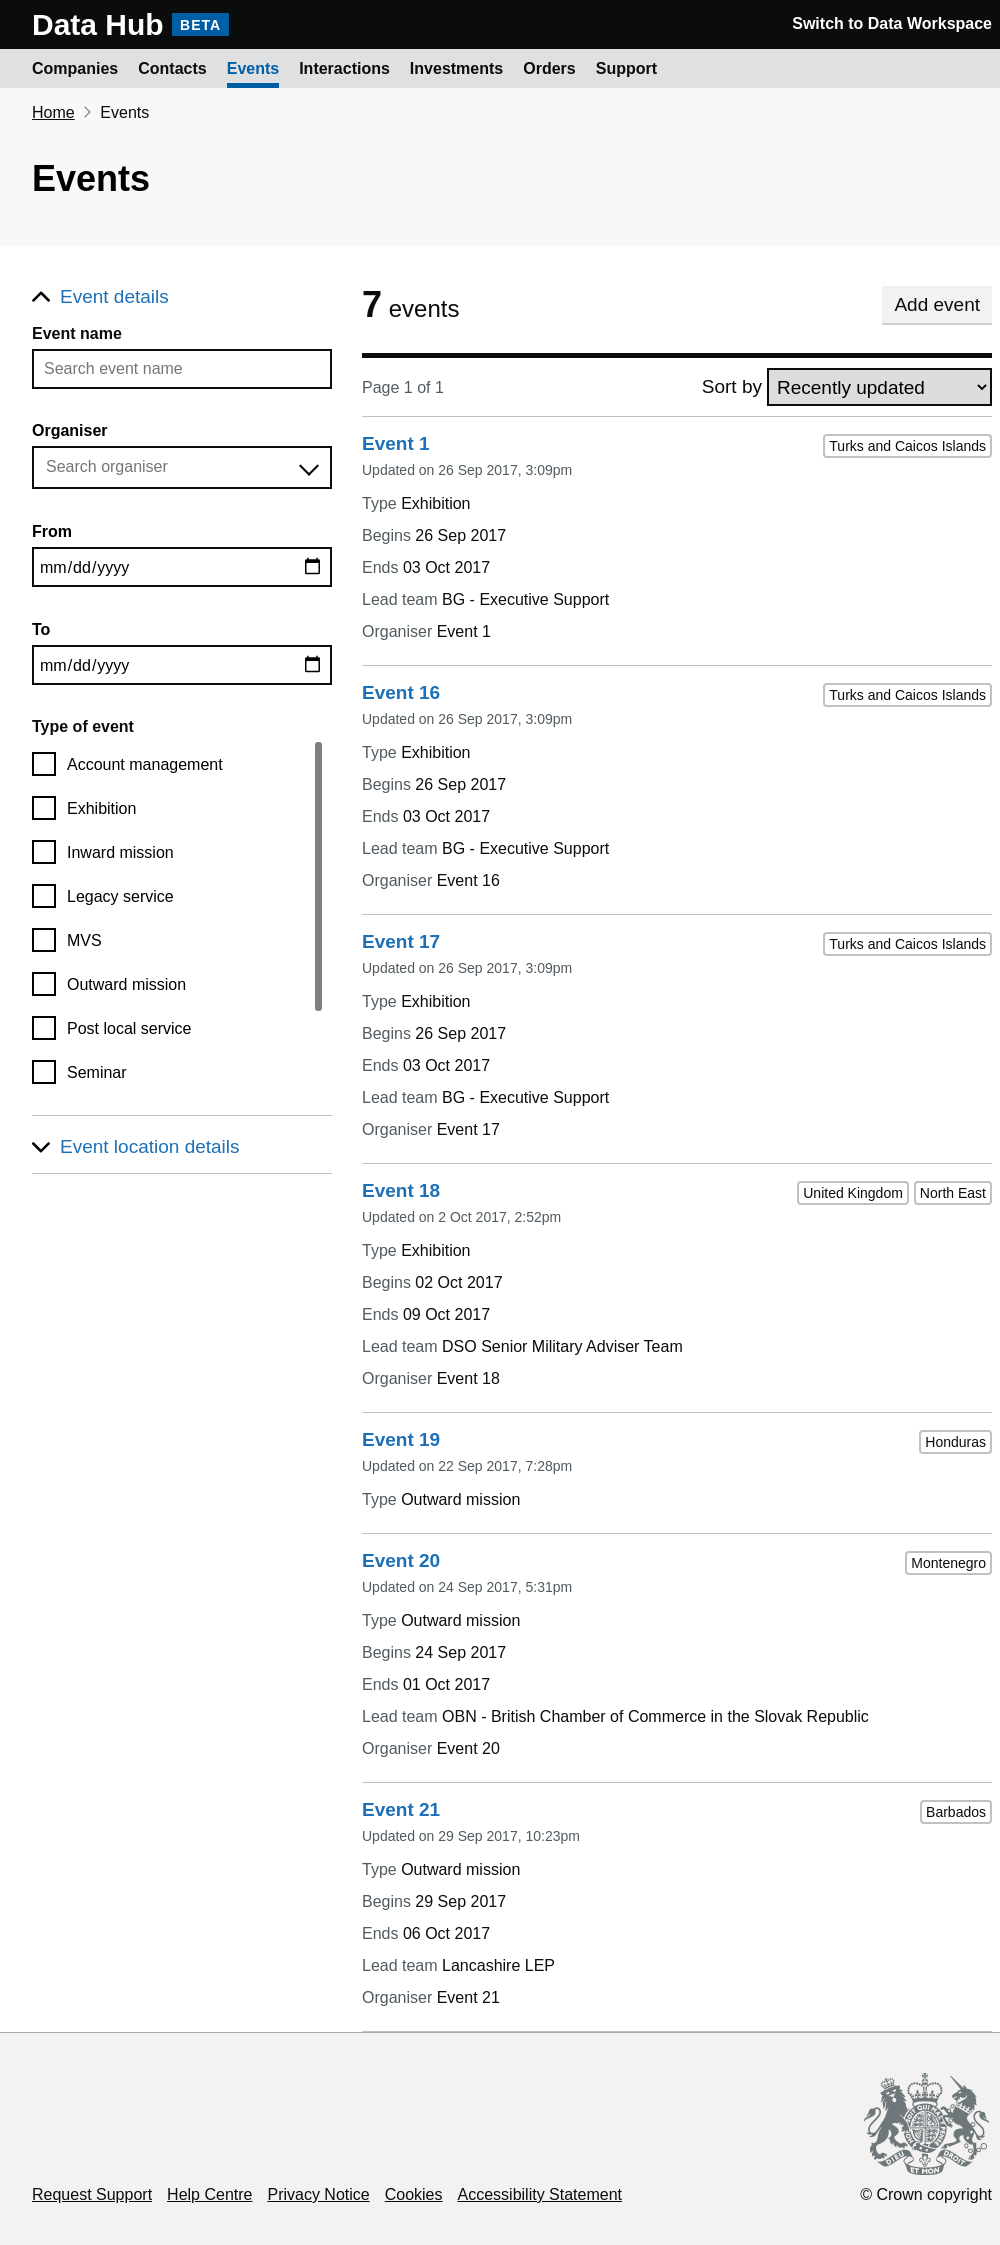 Data Hub BETA
Switch to Data Workspace
Companies Contacts Events Interactions Investments Orders Support
Home Events
Events
Event details
Event name
Search event name
Organiser
Search organiser
From
mm/dd/yyyy
To
mm/dd/yyyy
Type of event
Account management
Exhibition
Inward mission
Legacy service
MVS
Outward mission
Post local service
Seminar
Event location details
7 events
Add event
Page 1 of 1
Sort by Recently updated
Event 1
Turks and Caicos Islands
Updated on 26 Sep 2017, 3:09pm
Type Exhibition
Begins 26 Sep 2017
Ends 03 Oct 2017
Lead team BG - Executive Support
Organiser Event 1
Event 16
Turks and Caicos Islands
Updated on 26 Sep 2017, 3:09pm
Type Exhibition
Begins 26 Sep 2017
Ends 03 Oct 2017
Lead team BG - Executive Support
Organiser Event 16
Event 17
Turks and Caicos Islands
Updated on 26 Sep 2017, 3:09pm
Type Exhibition
Begins 26 Sep 2017
Ends 03 Oct 2017
Lead team BG - Executive Support
Organiser Event 17
Event 18
United Kingdom North East
Updated on 2 Oct 2017, 2:52pm
Type Exhibition
Begins 02 Oct 2017
Ends 09 Oct 2017
Lead team DSO Senior Military Adviser Team
Organiser Event 18
Event 19
Honduras
Updated on 22 Sep 2017, 7:28pm
Type Outward mission
Event 20
Montenegro
Updated on 24 Sep 2017, 5:31pm
Type Outward mission
Begins 24 Sep 2017
Ends 01 Oct 2017
Lead team OBN - British Chamber of Commerce in the Slovak Republic
Organiser Event 20
Event 21
Barbados
Updated on 29 Sep 2017, 10:23pm
Type Outward mission
Begins 29 Sep 2017
Ends 06 Oct 2017
Lead team Lancashire LEP
Organiser Event 21
DIEU ET MON DROIT
Request Support Help Centre Privacy Notice Cookies Accessibility Statement
© Crown copyright